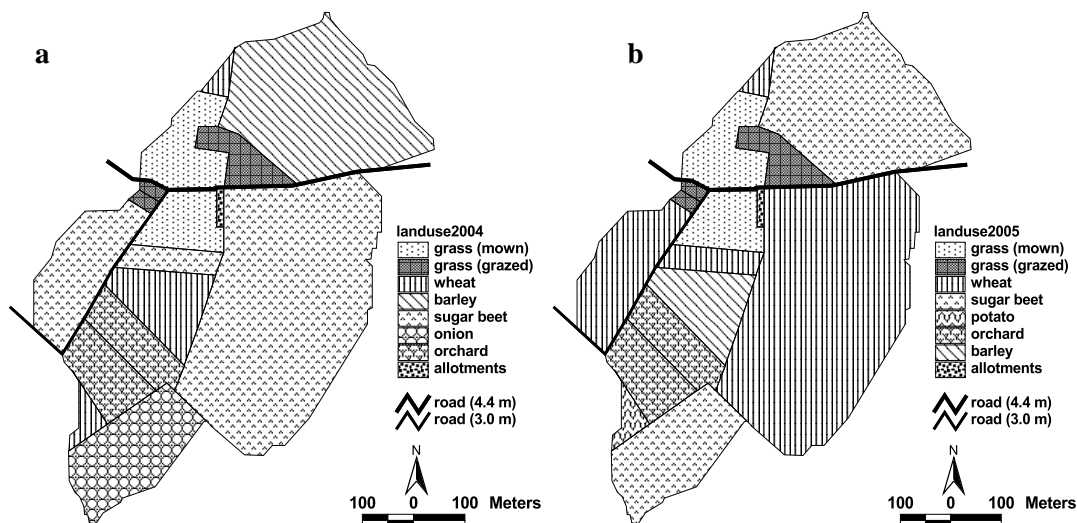 a
landuse2004
grass (mown)
grass (grazed)
wheat
barley
sugar beet
onion
orchard
allotments
road (4.4 m)
road (3.0 m)
N
100 0 100 Meters
b
landuse2005
grass (mown)
grass (grazed)
wheat
sugar beet
potato
orchard
barley
allotments
road (4.4 m)
road (3.0 m)
N
100 0 100 Meters